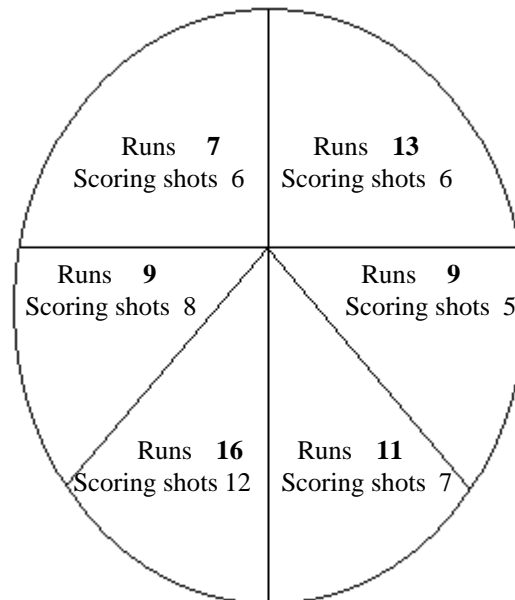 Runs 7
Scoring shots 6
Runs 13
Scoring shots 6
Runs 9
Scoring shots 8
Runs 9
Scoring shots 5
Runs 16
Scoring shots 12
Runs 11
Scoring shots 7